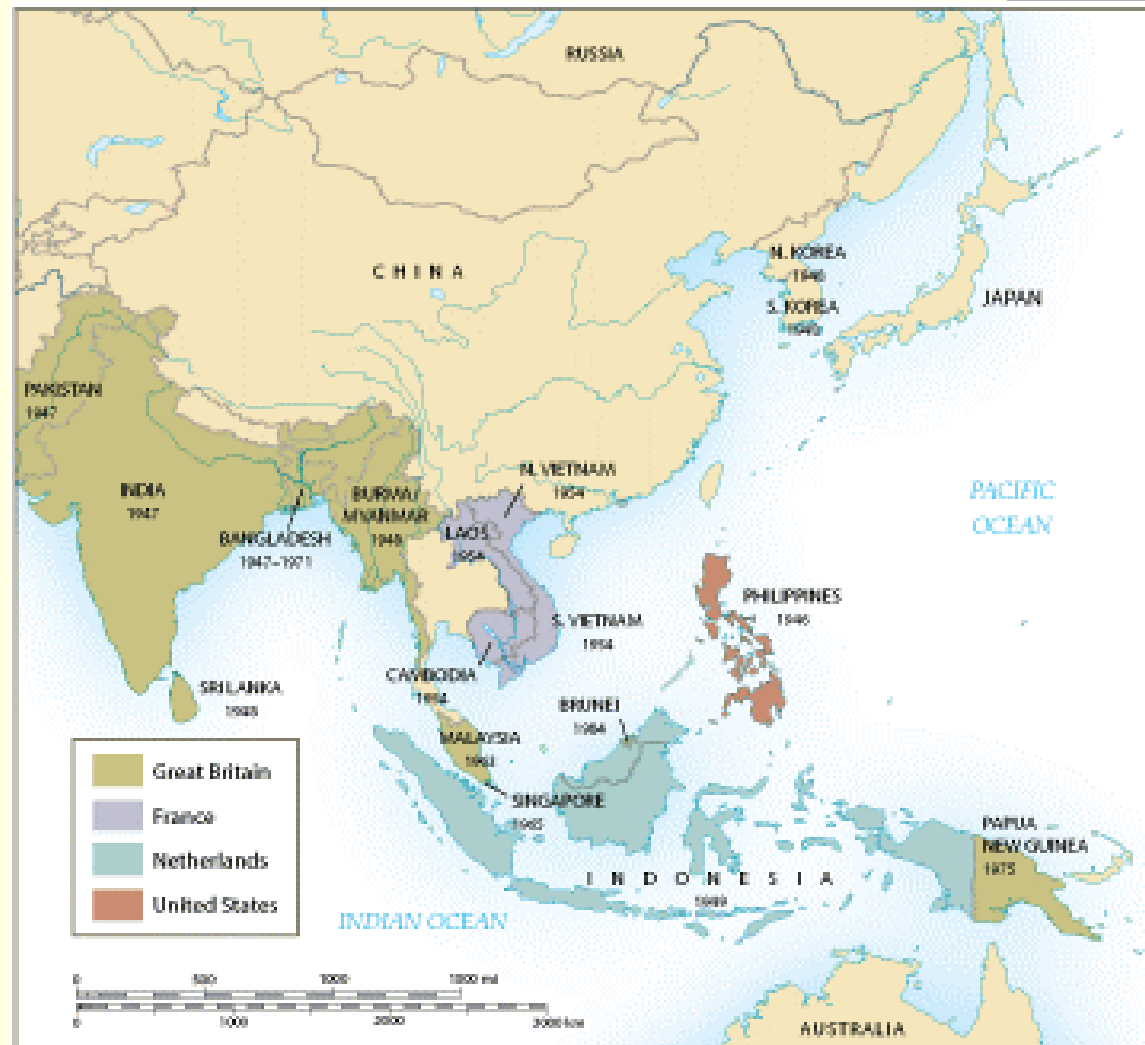 RUSSIA
CHINA
N. KOREA
S. KOREA
JAPAN
PAKISTAN
1947
INDIA
1947
BANGLADESH
1947–1971
BURMA/
MYANMAR
1948
N. VIETNAM
1954
LAOS
1954
S. VIETNAM
1954
CAMBODIA
1954
PHILIPPINES
1946
PACIFIC
OCEAN
SRI LANKA
1948
BRUNEI
1984
MALAYSIA
1963
SINGAPORE
1965
PAPUA
NEW GUINEA
1975
INDONESIA
1949
INDIAN OCEAN
AUSTRALIA
Great Britain
France
Netherlands
United States
0 500 1000 1500 mi
0 1000 2000 3000 km